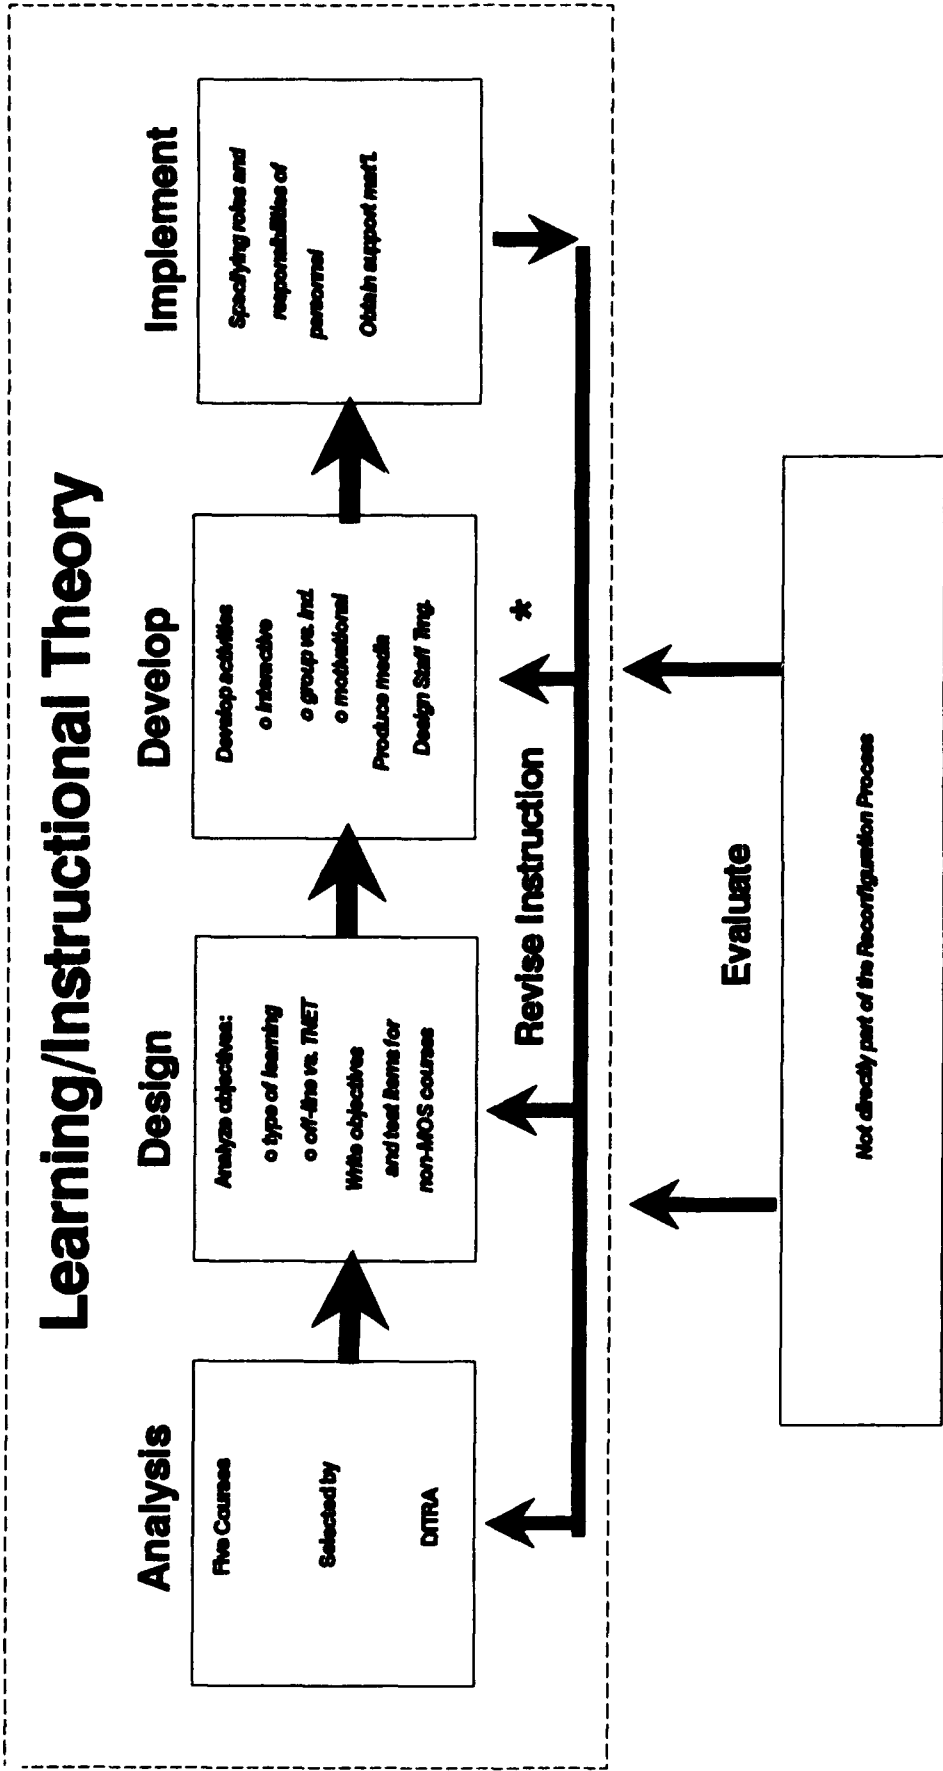 Learning/Instructional Theory
Analysis
Five Courses
Selected by
DITRA
Design
Analyze objectives:
o type of learning
o off-line vs. TNET
Write objectives
and test items for
non-MOS courses
Develop
Develop activities
o interactive
o group vs. ind.
o motivational
Produce media
Design Staff Trng.
Implement
Specifying roles and
responsabilities of
personnel
Obtain support mat'l.
Revise Instruction *
Evaluate
Not directly part of the Reconfiguration Process